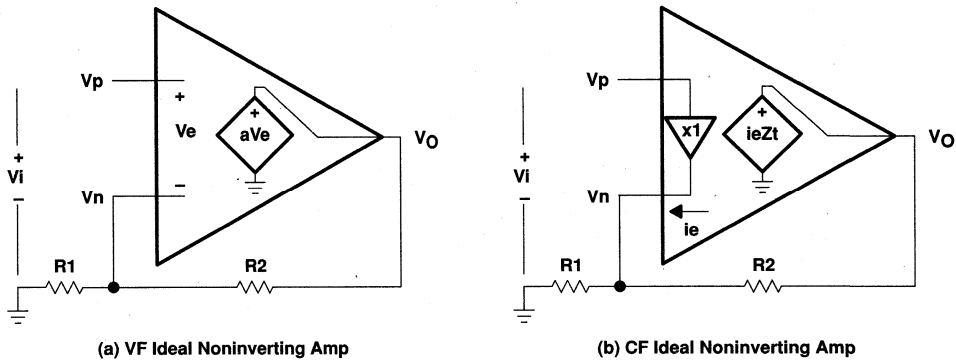 Vp
+
Ve
−
Vn
+
aVe
VO
+
Vi
−
R1
R2
(a) VF Ideal Noninverting Amp
Vp
x1
Vn
ie
+
ieZt
VO
+
Vi
−
R1
R2
(b) CF Ideal Noninverting Amp